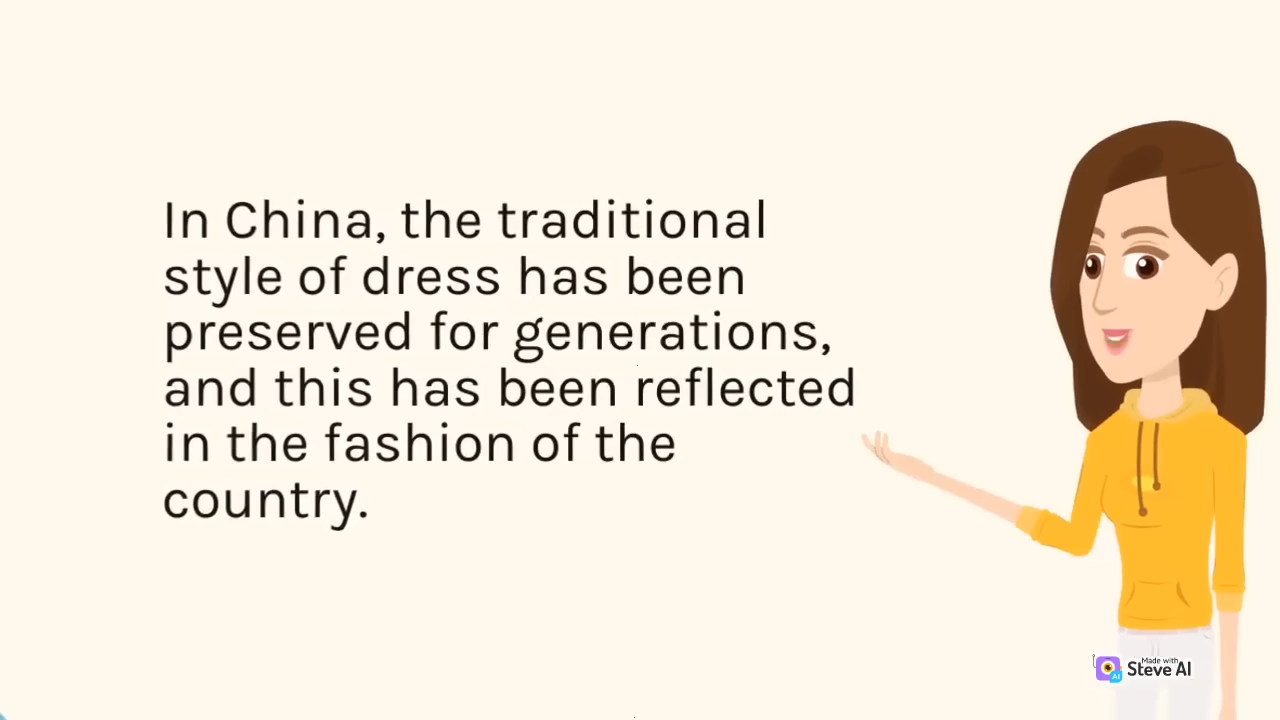 In China, the traditional
style of dress has been
preserved for generations,
and this has been reflected
in the fashion of the
country.
Made with
Steve AI
AI